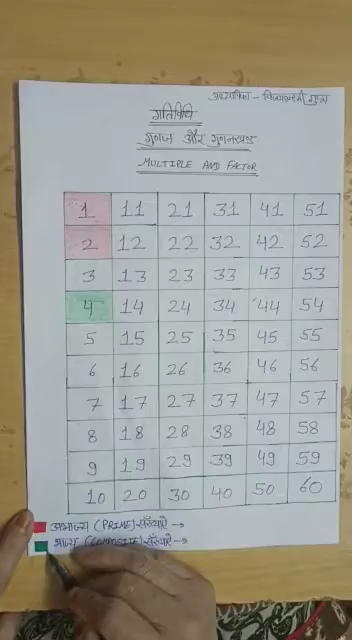 अध्यापिका - विजयलक्ष्मी गुप्ता
गतिविधि
गुणज और गुणनखण्ड
MULTIPLE AND FACTOR
1 11 21 31 41 51
2 12 22 32 42 52
3 13 23 33 43 53
4 14 24 34 44 54
5 15 25 35 45 55
6 16 26 36 46 56
7 17 27 37 47 57
8 18 28 38 48 58
9 19 29 39 49 59
10 20 30 40 50 60
अभाज्य (PRIME) संख्याऐं →
भाज्य (COMPOSITE) संख्याऐं →